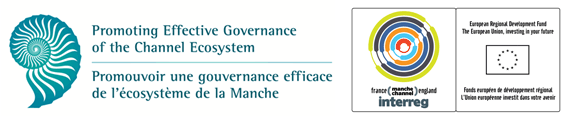 Promoting Effective Governance
of the Channel Ecosystem
Promouvoir une gouvernance efficace
de l'écosystème de la Manche
france ( manche channel ) england
interreg
European Regional Development Fund
The European Union, investing in your future
Fonds européen de développement régional
L'Union européenne investit dans votre avenir